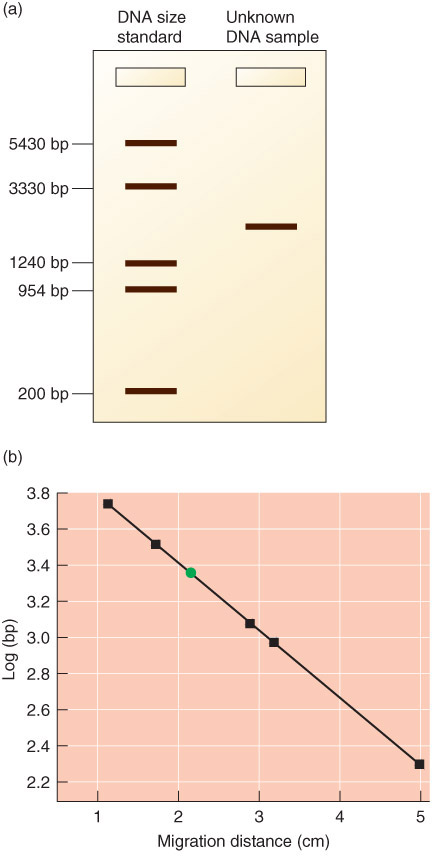 (a)
DNA size
standard
Unknown
DNA sample
5430 bp
3330 bp
1240 bp
954 bp
200 bp
(b)
3.8
3.6
3.4
3.2
3.0
2.8
2.6
2.4
2.2
Log (bp)
1 2 3 4 5
Migration distance (cm)